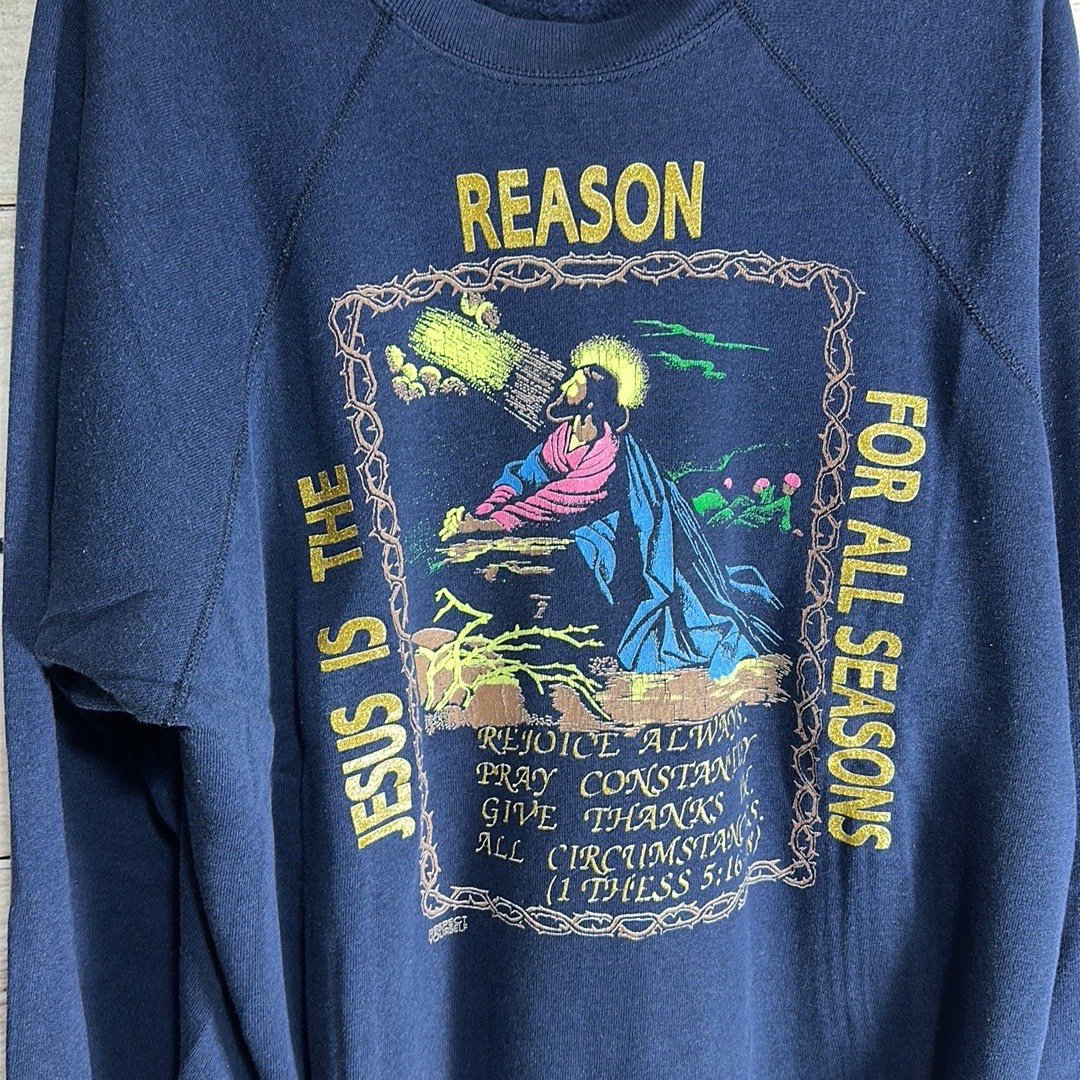 JESUS IS THE
REASON
FOR ALL SEASONS
REJOICE ALWAYS.
PRAY CONSTANTLY
GIVE THANKS
ALL CIRCUMSTANCES.
(1 THESS 5:16